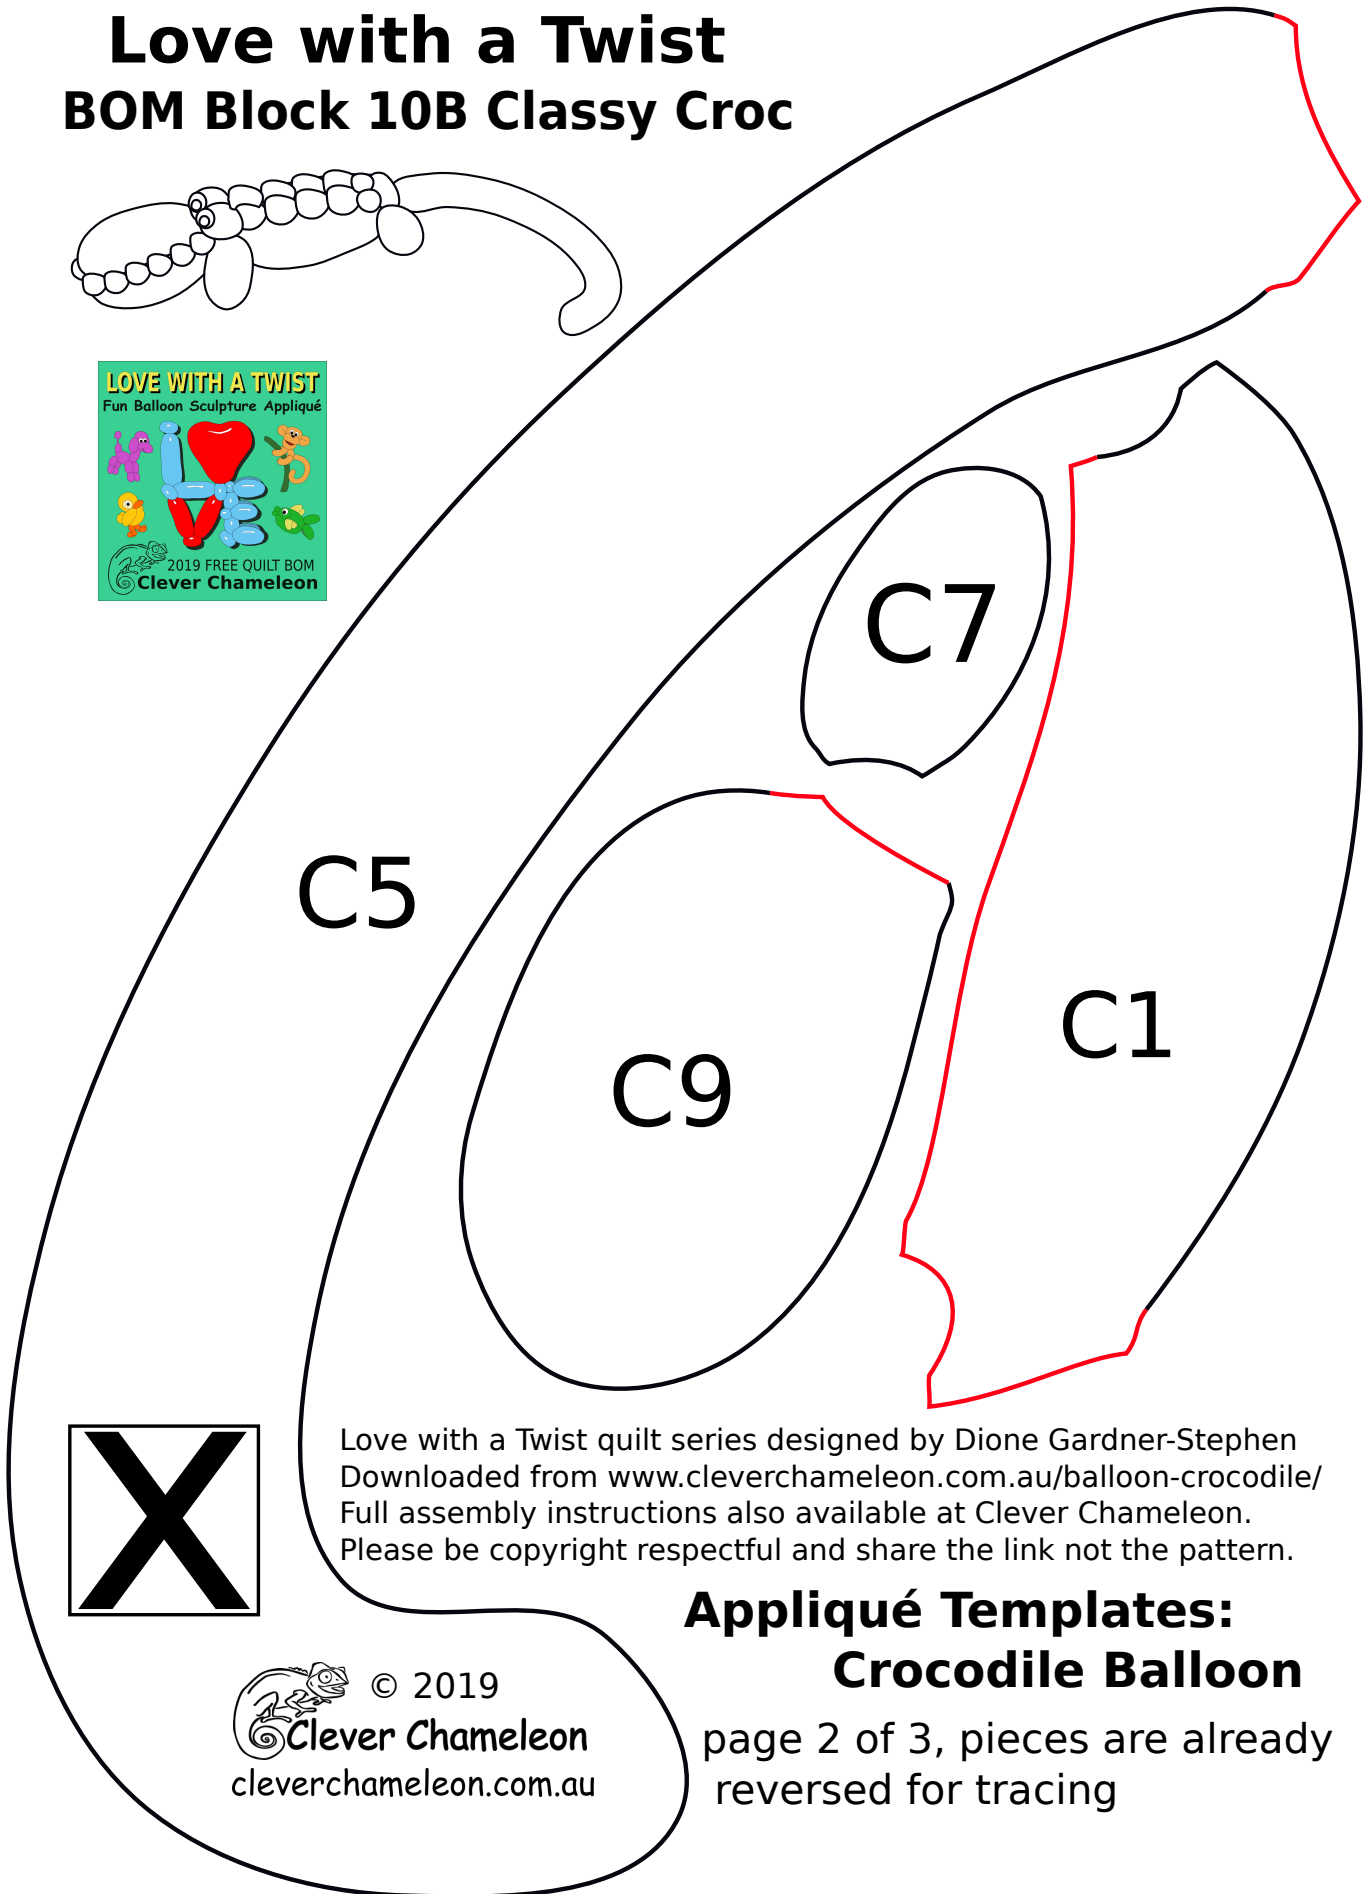 Love with a Twist
BOM Block 10B Classy Croc
LOVE WITH A TWIST
Fun Balloon Sculpture Appliqué
LOVE
2019 FREE QUILT BOM
Clever Chameleon
C7
C5
C1
C9
X
Love with a Twist quilt series designed by Dione Gardner-Stephen
Downloaded from www.cleverchameleon.com.au/balloon-crocodile/
Full assembly instructions also available at Clever Chameleon.
Please be copyright respectful and share the link not the pattern.
Appliqué Templates:
Crocodile Balloon
© 2019
Clever Chameleon
cleverchameleon.com.au
page 2 of 3, pieces are already
reversed for tracing